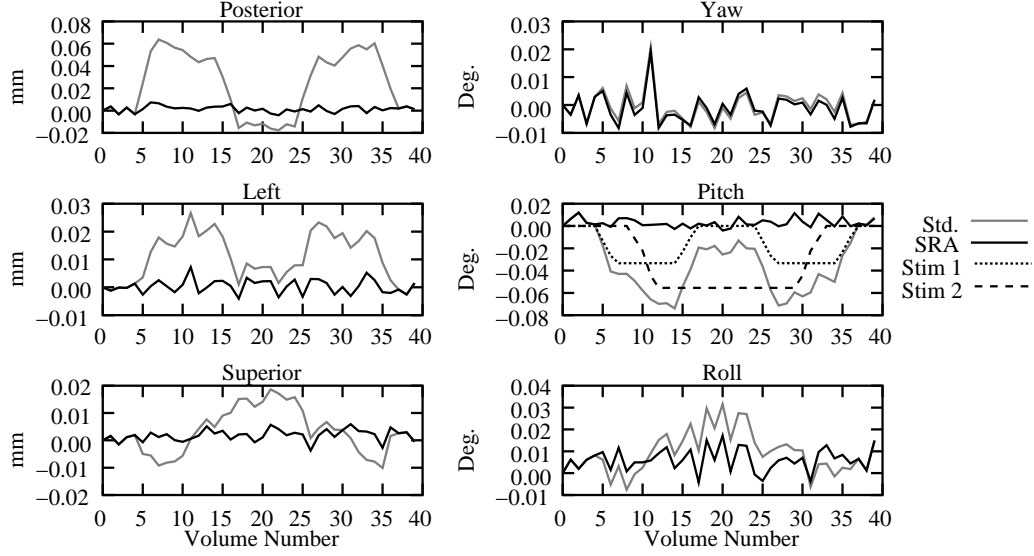 Posterior
mm
0.08
0.06
0.04
0.02
0.00
−0.02
0 5 10 15 20 25 30 35 40
Yaw
Deg.
0.03
0.02
0.01
0.00
−0.01
0 5 10 15 20 25 30 35 40
Left
mm
0.03
0.02
0.01
0.00
−0.01
0 5 10 15 20 25 30 35 40
Pitch
Deg.
0.02
0.00
−0.02
−0.04
−0.06
−0.08
0 5 10 15 20 25 30 35 40
Std.
SRA
Stim 1
Stim 2
Superior
mm
0.02
0.01
0.00
−0.01
−0.02
0 5 10 15 20 25 30 35 40
Volume Number
Roll
Deg.
0.04
0.03
0.02
0.01
0.00
−0.01
0 5 10 15 20 25 30 35 40
Volume Number